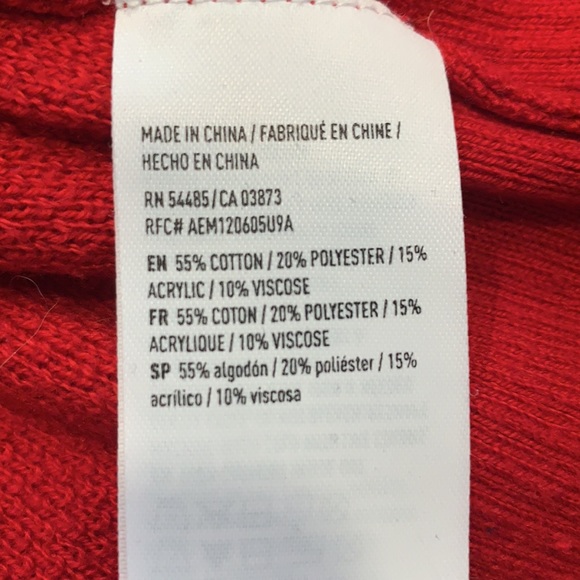 MADE IN CHINA / FABRIQUÉ EN CHINE /
HECHO EN CHINA
RN 54485 / CA 03873
RFC# AEM120605U9A
EN 55% COTTON / 20% POLYESTER / 15%
ACRYLIC / 10% VISCOSE
FR 55% COTON / 20% POLYESTER / 15%
ACRYLIQUE / 10% VISCOSE
SP 55% algodón / 20% poliéster / 15%
acrílico / 10% viscosa